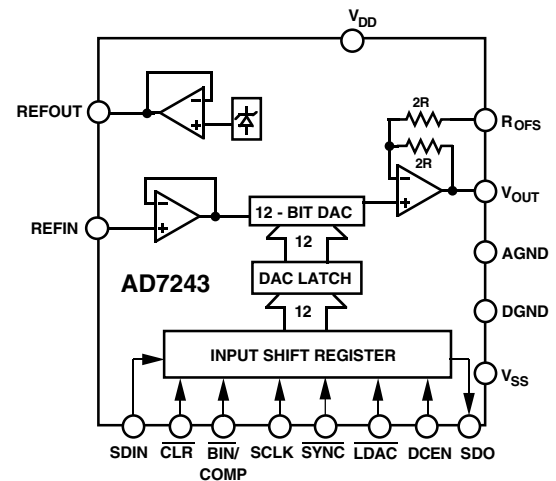 V_DD
REFOUT
2R
R_OFS
2R
V_OUT
REFIN
12 - BIT DAC
12
AGND
AD7243
DAC LATCH
DGND
12
INPUT SHIFT REGISTER
V_SS
SDIN
CLR
BIN/
COMP
SCLK
SYNC
LDAC
DCEN
SDO